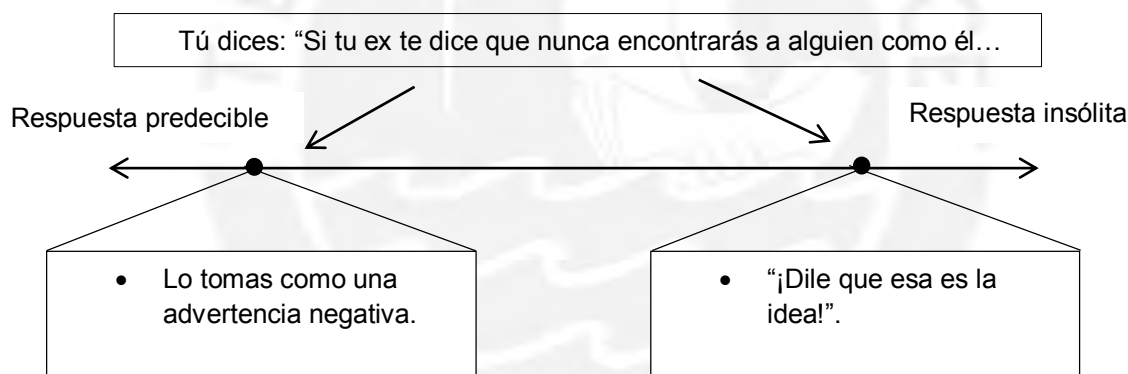 Tú dices: “Si tu ex te dice que nunca encontrarás a alguien como él…
Respuesta predecible
Respuesta insólita
• Lo tomas como una
advertencia negativa.
• “¡Dile que esa es la
idea!”.